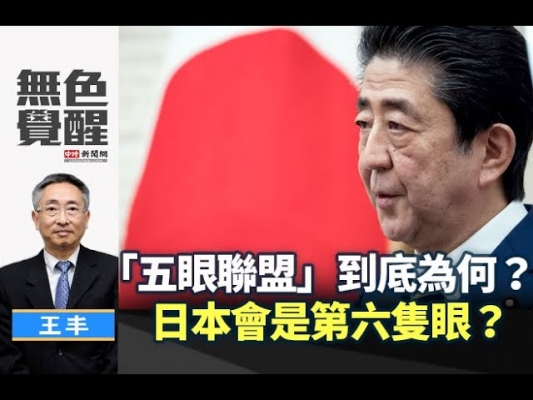 無色
覺醒
中時 新聞網
王丰
「五眼聯盟」到底為何？
日本會是第六隻眼？